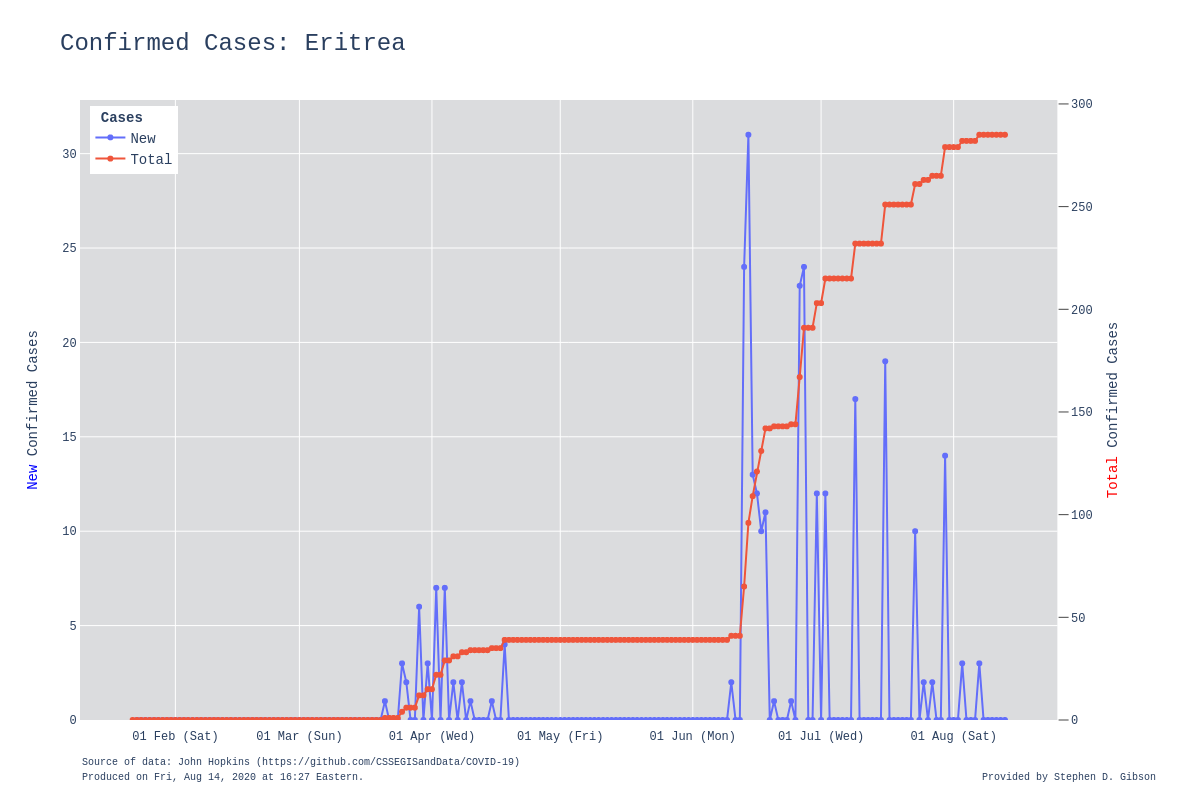 Confirmed Cases: Eritrea
Cases
New
Total
30
25
20
15
10
5
0
New Confirmed Cases
300
250
200
150
100
50
0
Total Confirmed Cases
01 Feb (Sat) 01 Mar (Sun) 01 Apr (Wed) 01 May (Fri) 01 Jun (Mon) 01 Jul (Wed) 01 Aug (Sat)
Source of data: John Hopkins (https://github.com/CSSEGISandData/COVID-19)
Produced on Fri, Aug 14, 2020 at 16:27 Eastern.
Provided by Stephen D. Gibson